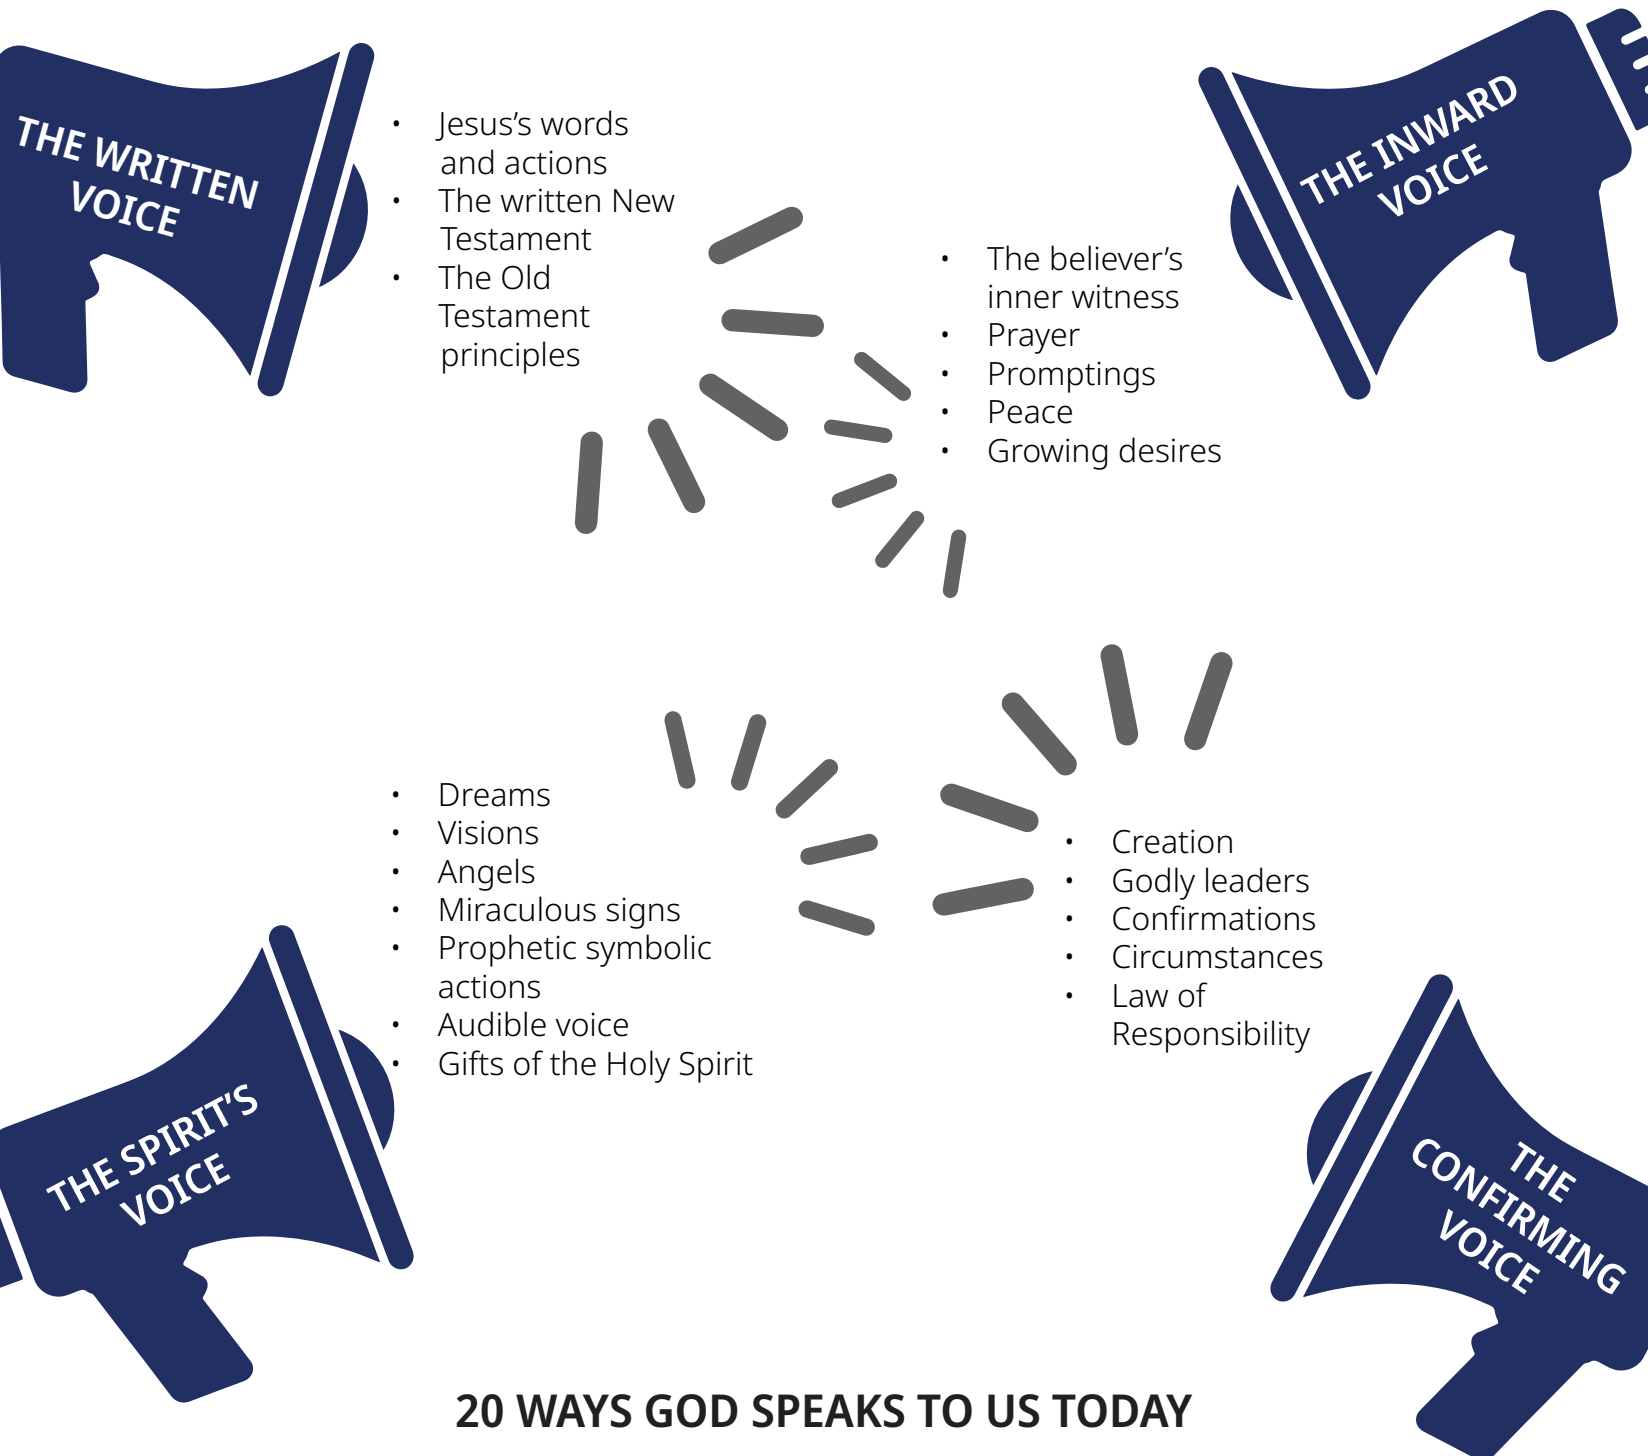 THE WRITTEN
VOICE
• Jesus’s words
and actions
• The written New
Testament
• The Old
Testament
principles
THE INWARD
VOICE
• The believer’s
inner witness
• Prayer
• Promptings
• Peace
• Growing desires
THE SPIRIT’S
VOICE
• Dreams
• Visions
• Angels
• Miraculous signs
• Prophetic symbolic
actions
• Audible voice
• Gifts of the Holy Spirit
THE
CONFIRMING
VOICE
• Creation
• Godly leaders
• Confirmations
• Circumstances
• Law of
Responsibility
20 WAYS GOD SPEAKS TO US TODAY